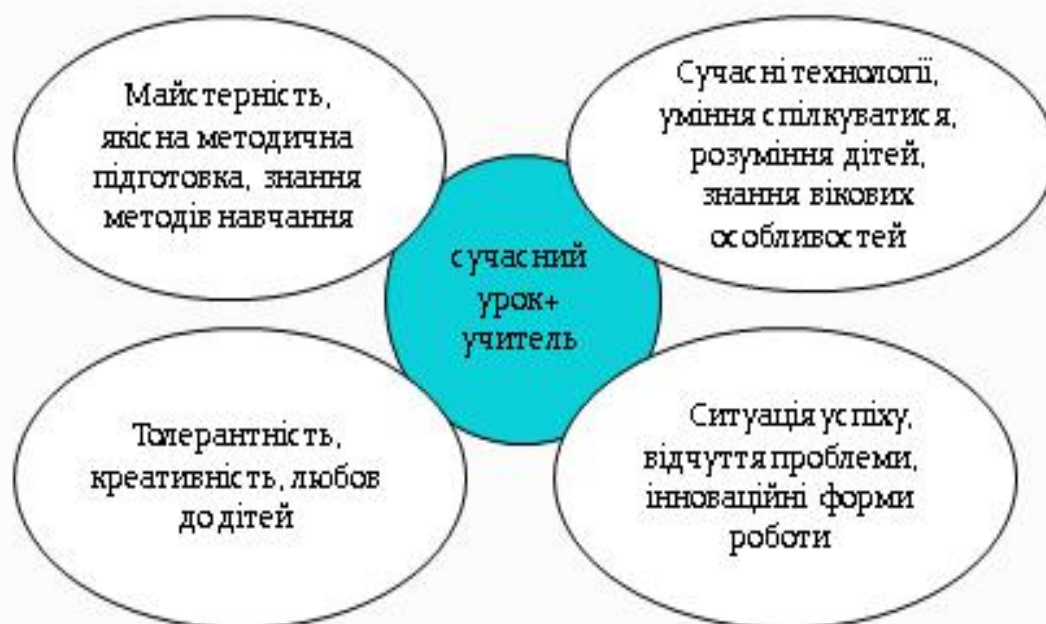 Майстерність,
якісна методична
підготовка, знання
методів навчання
Сучасні технології,
уміння спілкуватися,
розуміння дітей,
знання вікових
особливостей
сучасний
урок+
учитель
Толерантність,
креативність, любов
до дітей
Ситуація успіху,
відчуття проблеми,
інноваційні форми
роботи